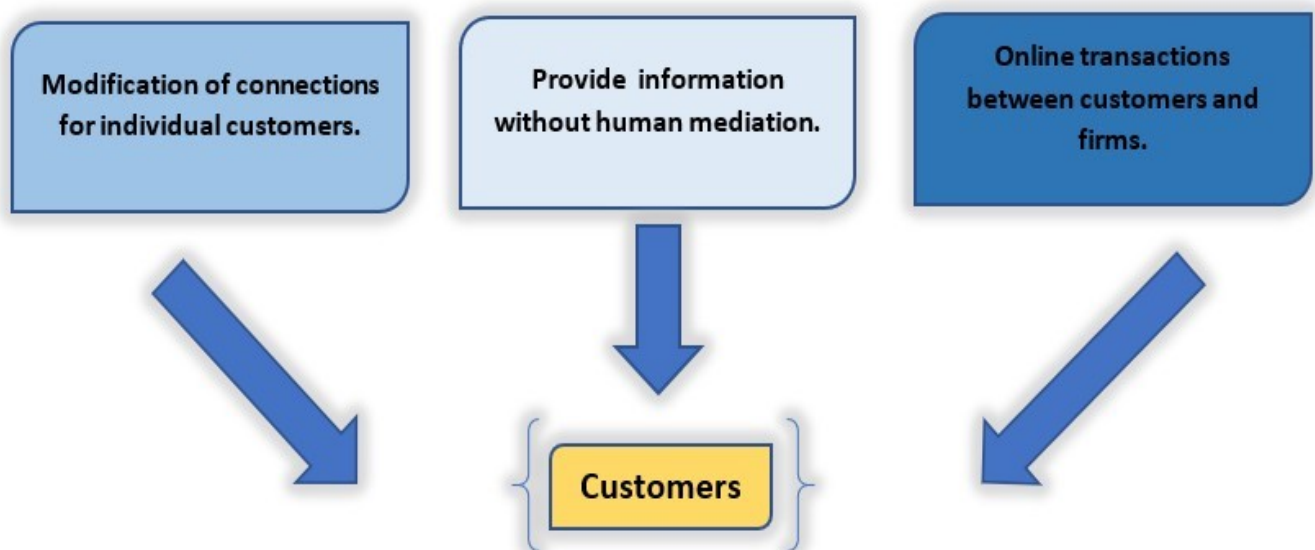 Modification of connections
for individual customers.
Provide information
without human mediation.
Online transactions
between customers and
firms.
Customers